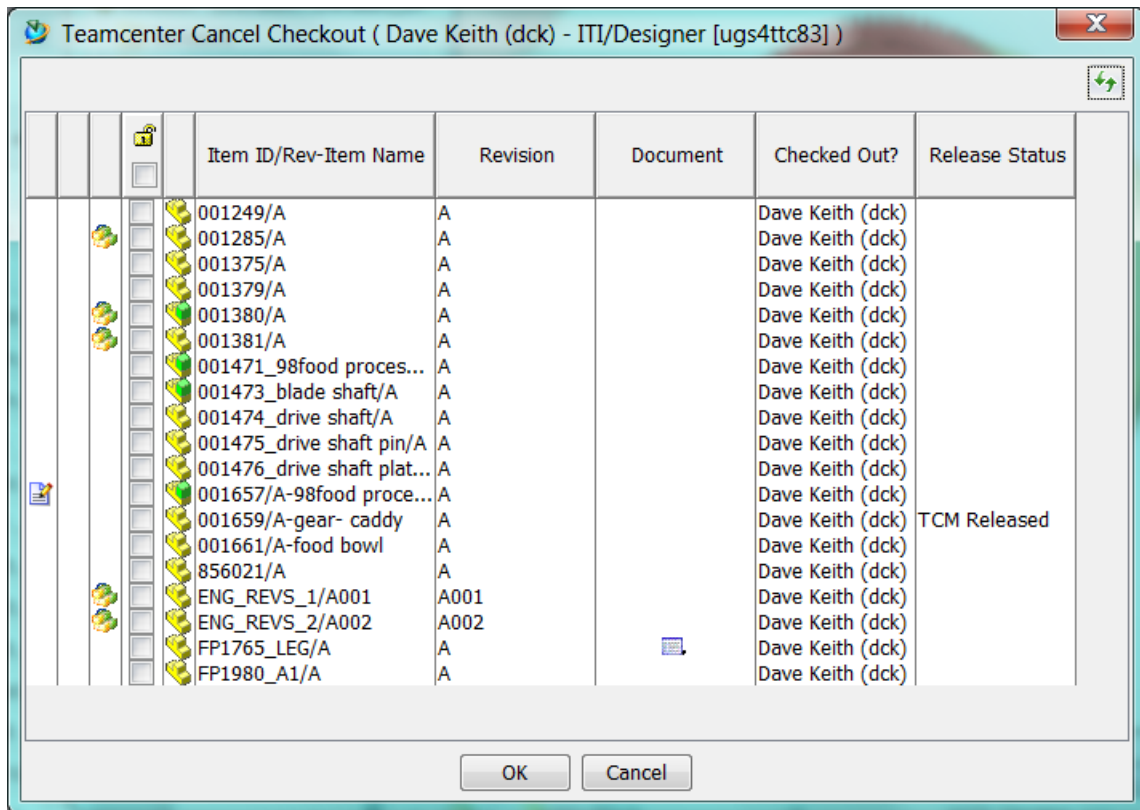 Teamcenter Cancel Checkout ( Dave Keith (dck) - ITI/Designer [ugs4ttc83] )
Item ID/Rev-Item Name Revision Document Checked Out? Release Status
001249/A A Dave Keith (dck)
001285/A A Dave Keith (dck)
001375/A A Dave Keith (dck)
001379/A A Dave Keith (dck)
001380/A A Dave Keith (dck)
001381/A A Dave Keith (dck)
001471_98food proces... A Dave Keith (dck)
001473_blade shaft/A A Dave Keith (dck)
001474_drive shaft/A A Dave Keith (dck)
001475_drive shaft pin/A A Dave Keith (dck)
001476_drive shaft plat... A Dave Keith (dck)
001657/A-98food proce... A Dave Keith (dck)
001659/A-gear- caddy A Dave Keith (dck) TCM Released
001661/A-food bowl A Dave Keith (dck)
856021/A A Dave Keith (dck)
ENG_REVS_1/A001 A001 Dave Keith (dck)
ENG_REVS_2/A002 A002 Dave Keith (dck)
FP1765_LEG/A A Dave Keith (dck)
FP1980_A1/A A Dave Keith (dck)
OK Cancel